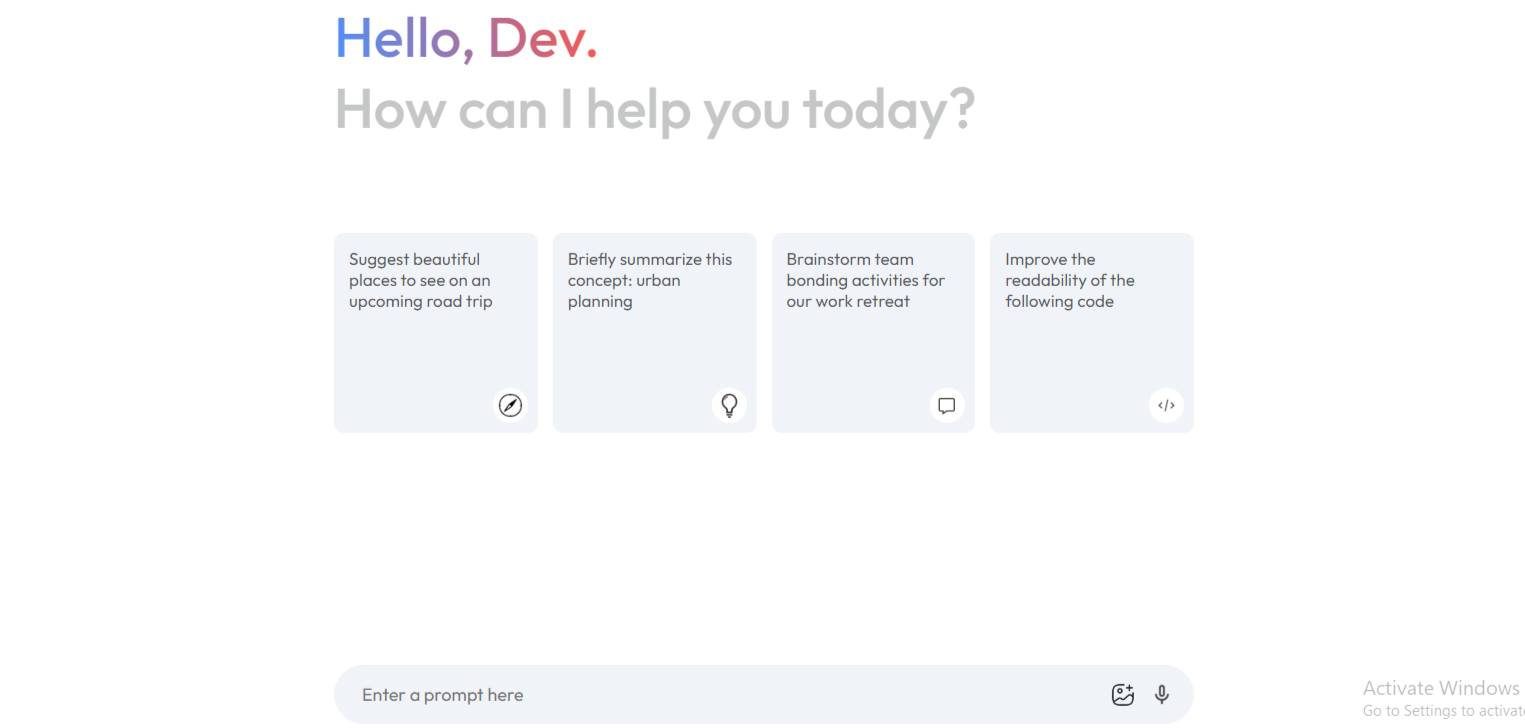 Hello, Dev.
How can I help you today?
Suggest beautiful
places to see on an
upcoming road trip
Briefly summarize this
concept: urban
planning
Brainstorm team
bonding activities for
our work retreat
Improve the
readability of the
following code
</>
Enter a prompt here
Activate Windows
Go to Settings to activate